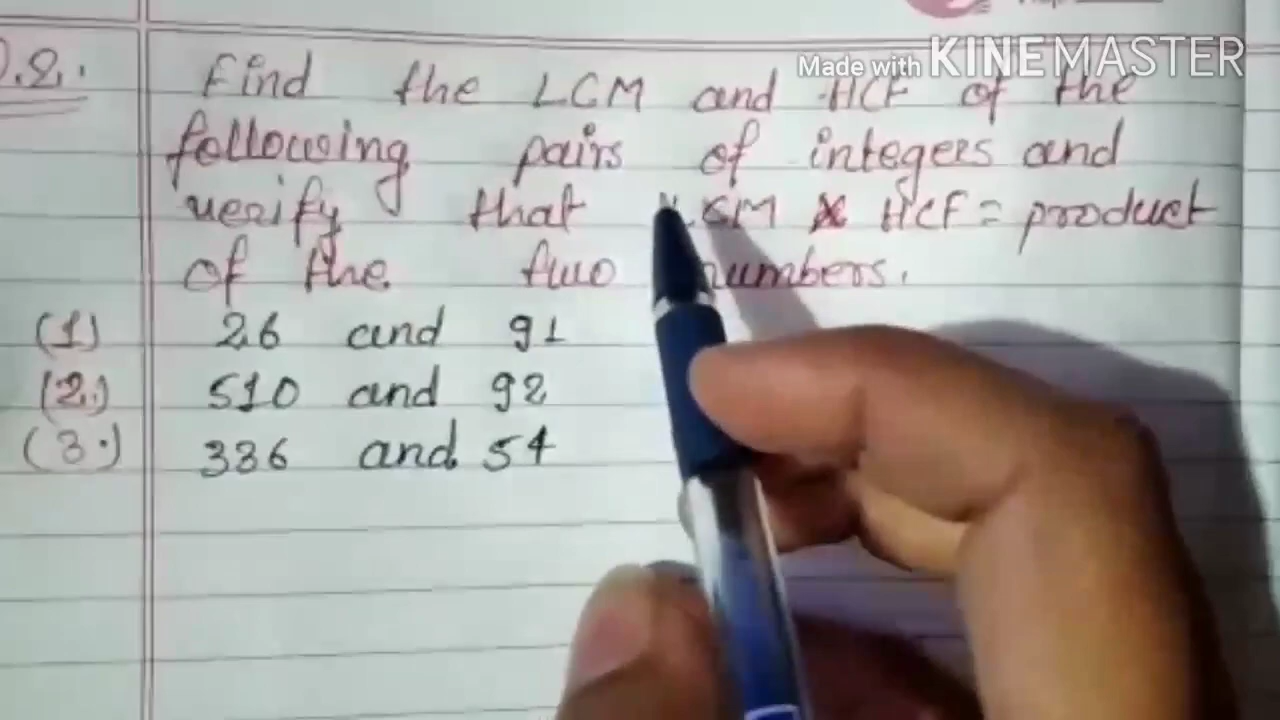 Made with KINEMASTER
Q.2. Find the LCM and HCF of the
following pairs of integers and
verify that LCM × HCF = product
of the two numbers.
(1) 26 and 91
(2.) 510 and 92
(3.) 336 and 54